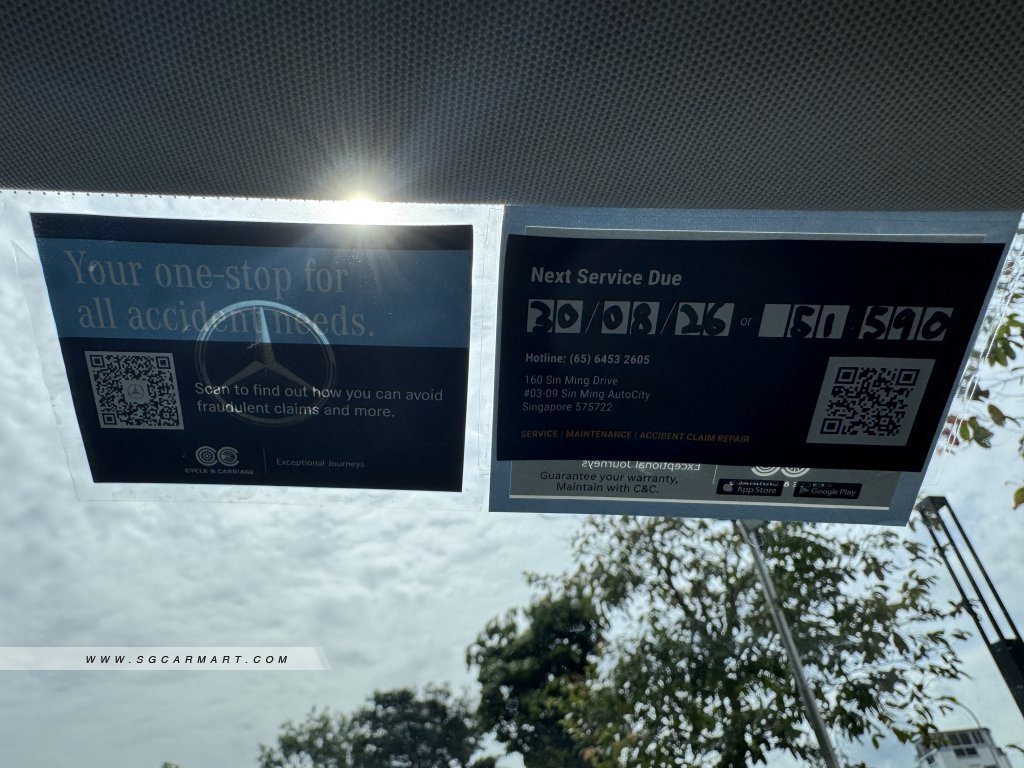 Your one-stop for
all accident needs.
Scan to find out how you can avoid
fraudulent claims and more.
CYCLE & CARRIAGE
Exceptional Journeys
Next Service Due
30/08/26 or 51 590
Hotline: (65) 6453 2605
160 Sin Ming Drive
#03-09 Sin Ming AutoCity
Singapore 575722
SERVICE | MAINTENANCE | ACCIDENT CLAIM REPAIR
Exceptional Journeys
Guarantee your warranty,
Maintain with C&C.
App Store
Google Play
WWW.SGCARMART.COM